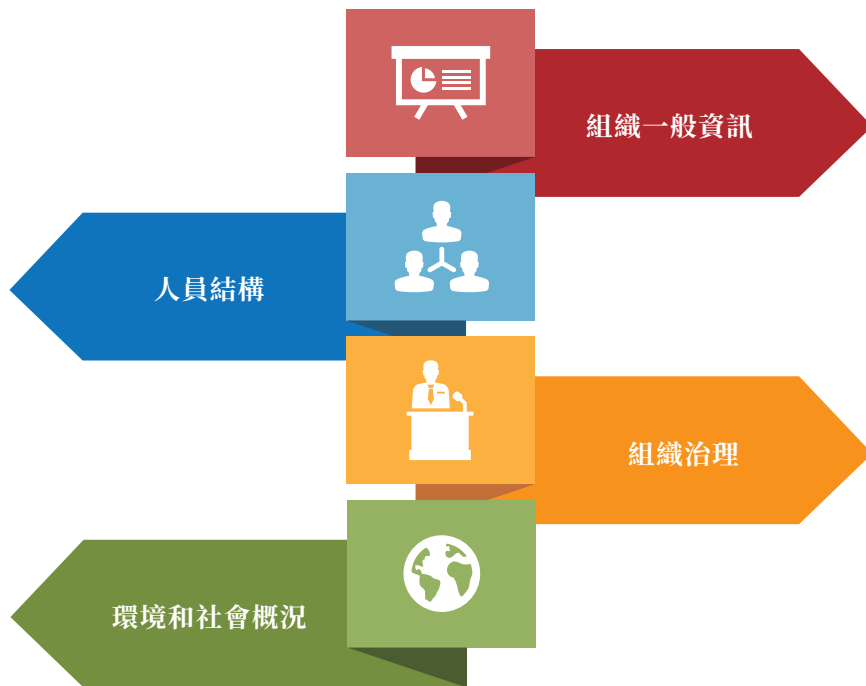 組織一般資訊
人員結構
組織治理
環境和社會概況